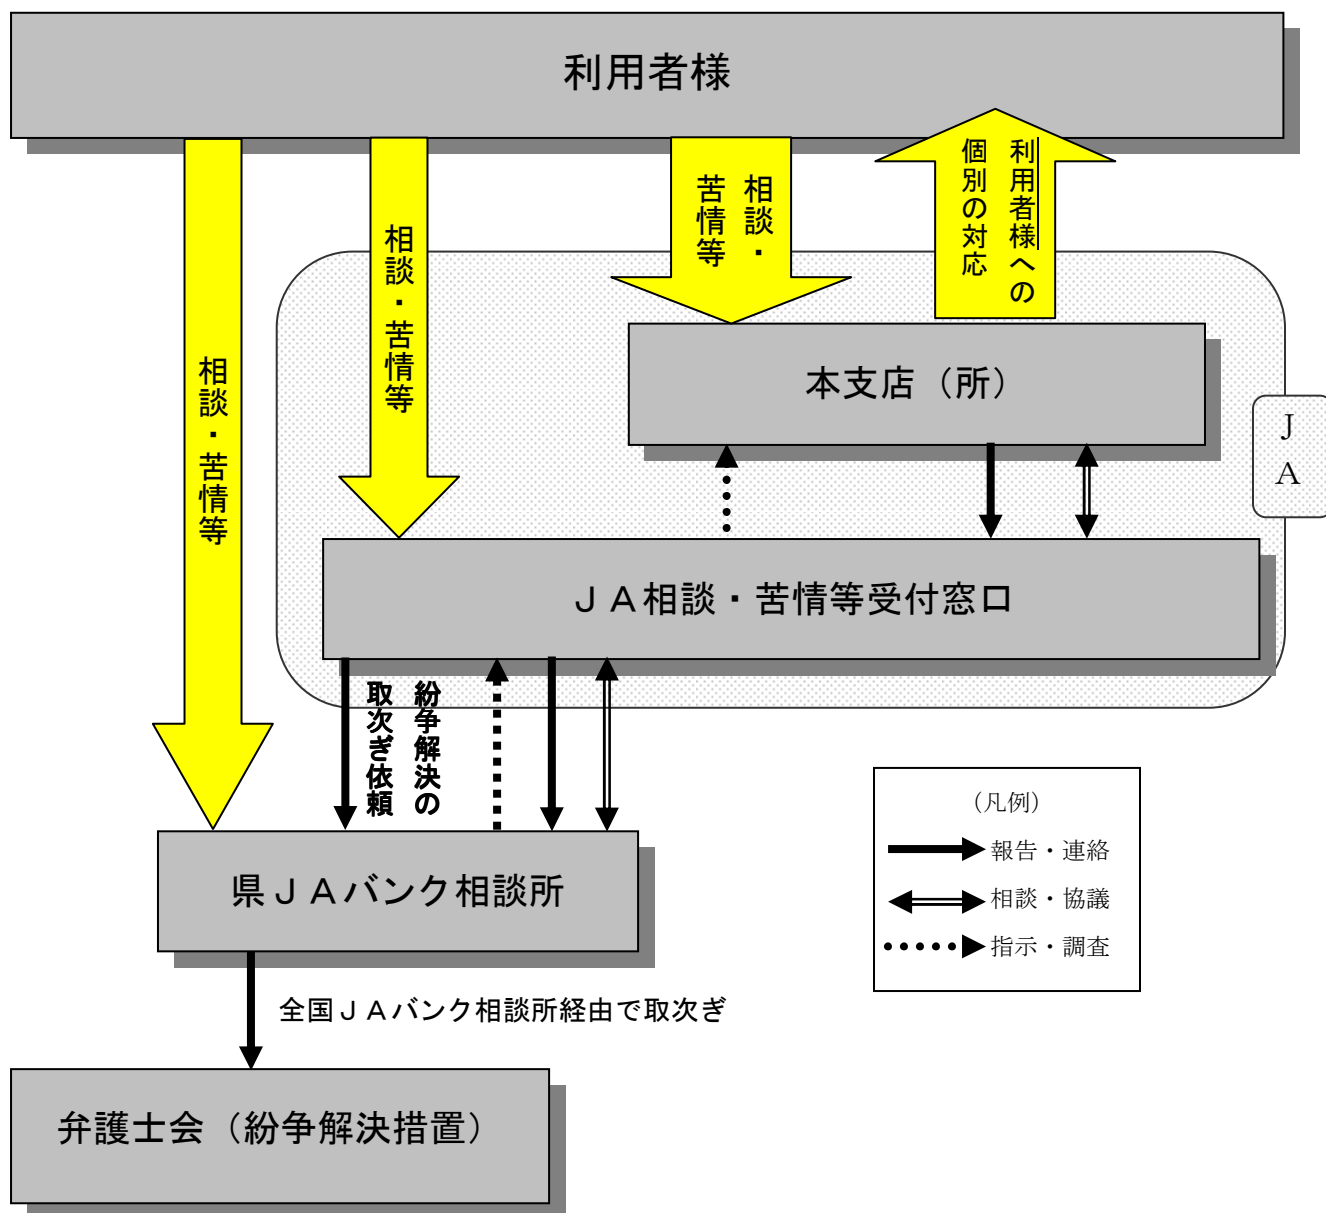 利用者様
相談・苦情等
相談・苦情等
相談・
苦情等
利用者様への
個別の対応
本支店（所）
ＪＡ
ＪＡ相談・苦情等受付窓口
紛争解決の
取次ぎ依頼
県ＪＡバンク相談所
（凡例）
報告・連絡
相談・協議
指示・調査
全国ＪＡバンク相談所経由で取次ぎ
弁護士会（紛争解決措置）